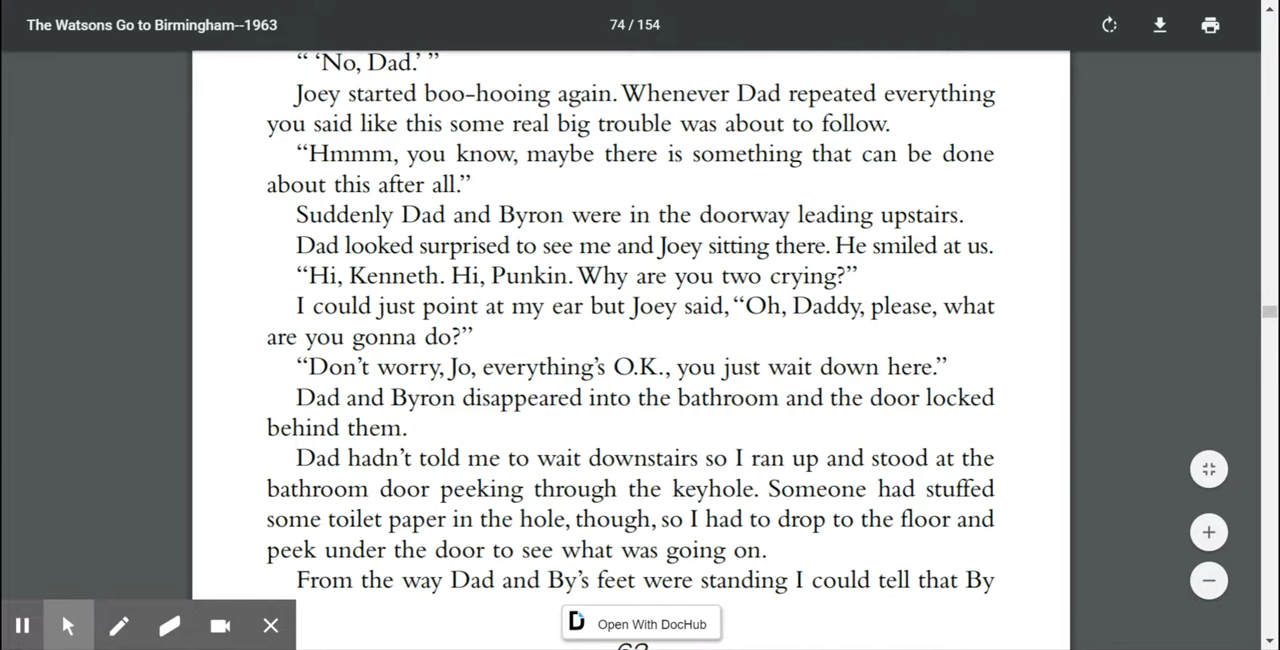 The Watsons Go to Birmingham--1963
74 / 154
“ ‘No, Dad.’ ”
Joey started boo-hooing again. Whenever Dad repeated everything
you said like this some real big trouble was about to follow.
“Hmmm, you know, maybe there is something that can be done
about this after all.”
Suddenly Dad and Byron were in the doorway leading upstairs.
Dad looked surprised to see me and Joey sitting there. He smiled at us.
“Hi, Kenneth. Hi, Punkin. Why are you two crying?”
I could just point at my ear but Joey said, “Oh, Daddy, please, what
are you gonna do?”
“Don’t worry, Jo, everything’s O.K., you just wait down here.”
Dad and Byron disappeared into the bathroom and the door locked
behind them.
Dad hadn’t told me to wait downstairs so I ran up and stood at the
bathroom door peeking through the keyhole. Someone had stuffed
some toilet paper in the hole, though, so I had to drop to the floor and
peek under the door to see what was going on.
From the way Dad and By’s feet were standing I could tell that By
Open With DocHub